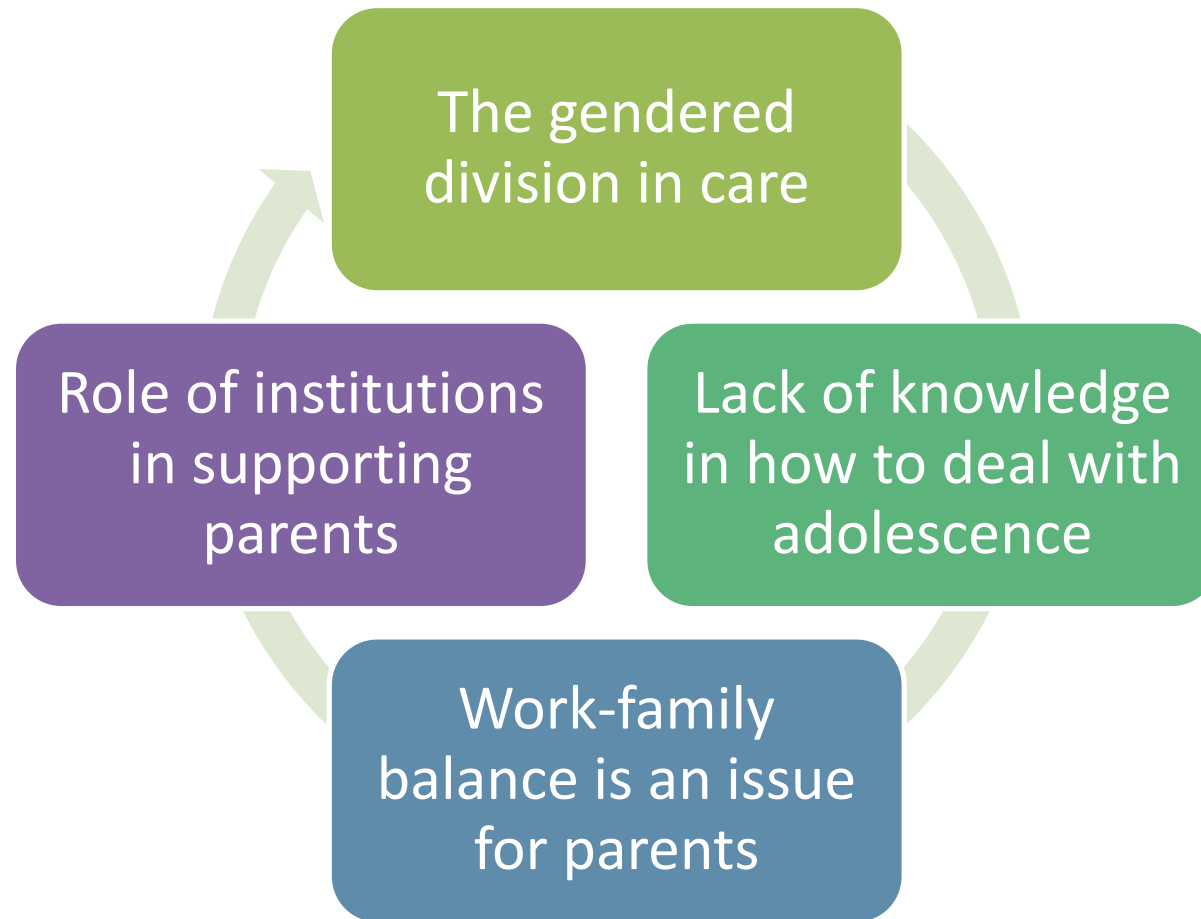 The gendered
division in care
Lack of knowledge
in how to deal with
adolescence
Work-family
balance is an issue
for parents
Role of institutions
in supporting
parents